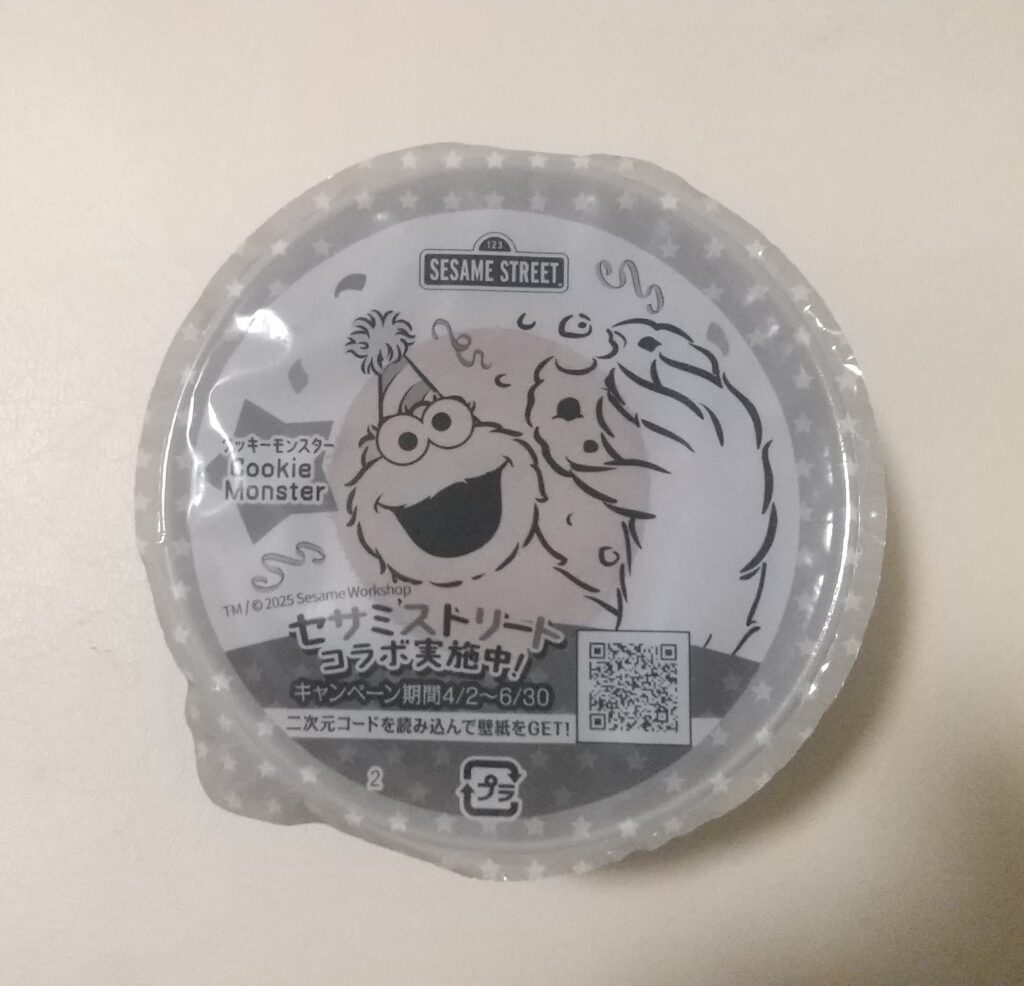 123
SESAME STREET
クッキーモンスター
Cookie
Monster
TM / © 2025 Sesame Workshop
セサミストリート
コラボ実施中!
キャンペーン期間4/2～6/30
二次元コードを読み込んで壁紙をGET!
2
プラ